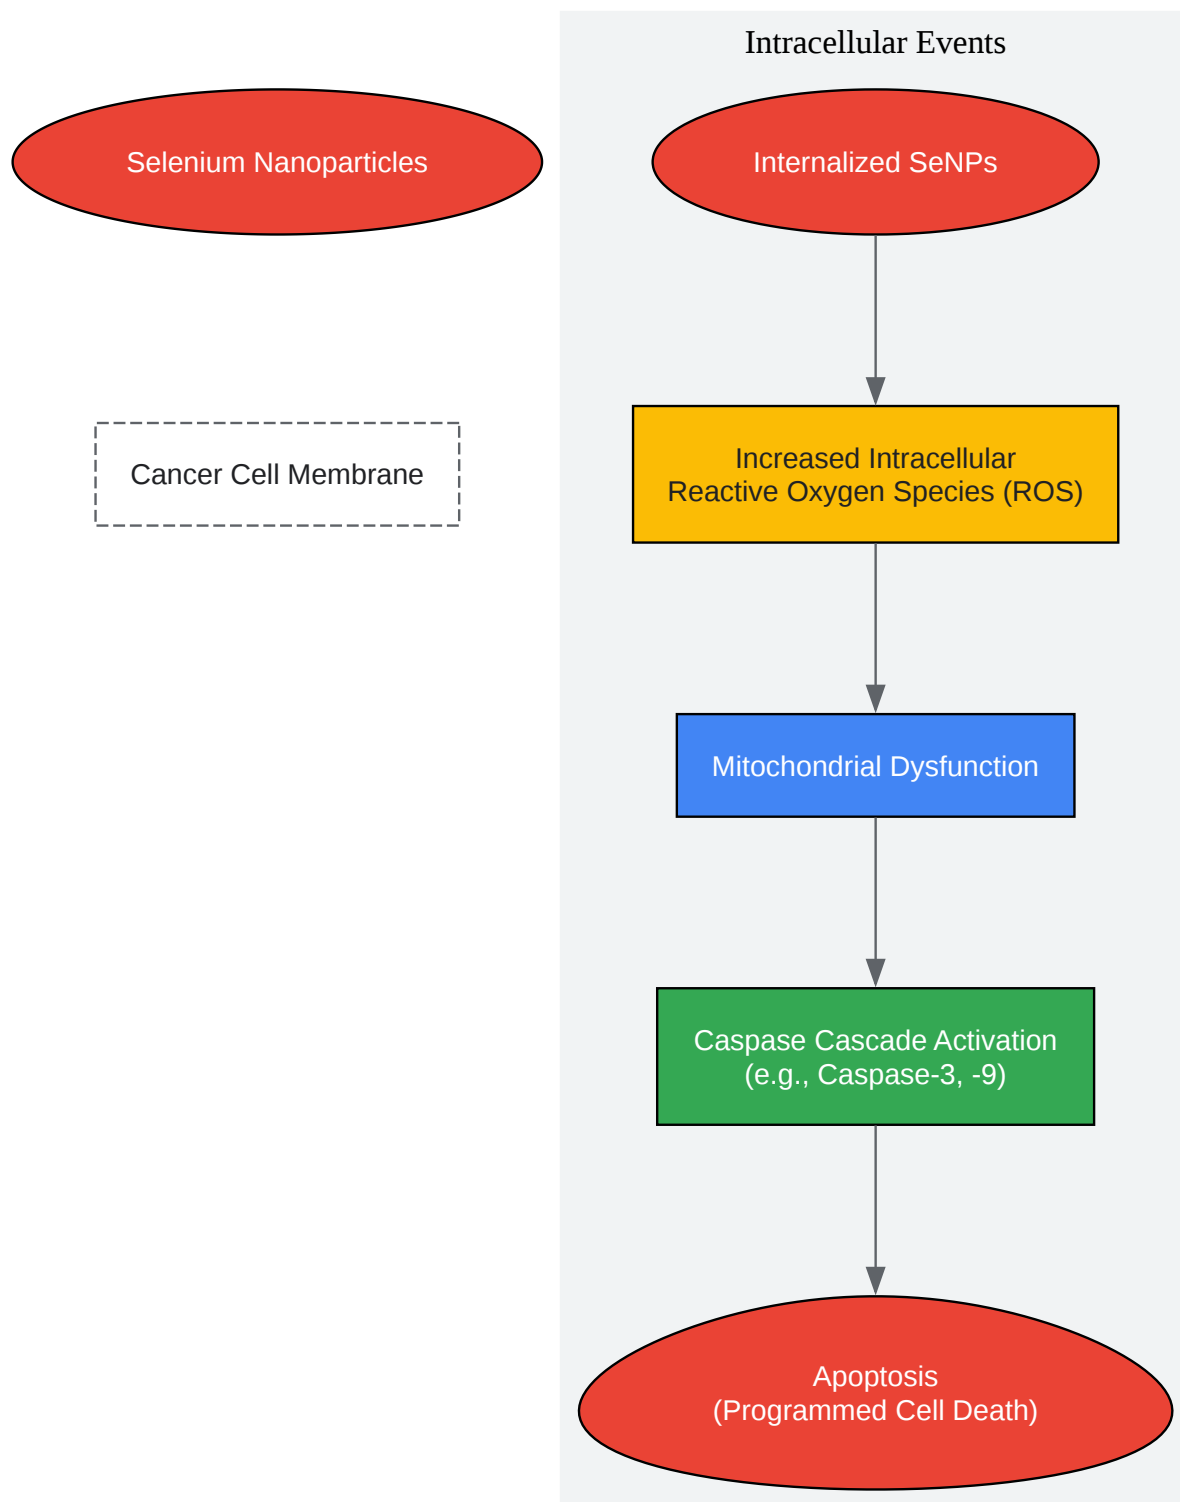 Intracellular Events
Selenium Nanoparticles
Internalized SeNPs
Cancer Cell Membrane
Increased Intracellular
Reactive Oxygen Species (ROS)
Mitochondrial Dysfunction
Caspase Cascade Activation
(e.g., Caspase-3, -9)
Apoptosis
(Programmed Cell Death)